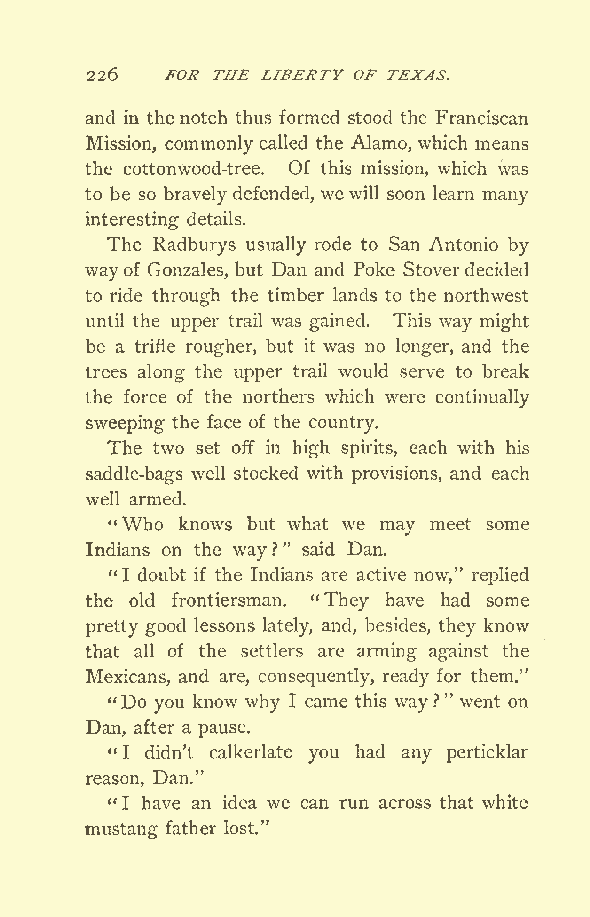 226 FOR THE LIBERTY OF TEXAS.
and in the notch thus formed stood the Franciscan
Mission, commonly called the Alamo, which means
the cottonwood-tree. Of this mission, which was
to be so bravely defended, we will soon learn many
interesting details.
The Radburys usually rode to San Antonio by
way of Gonzales, but Dan and Poke Stover decided
to ride through the timber lands to the northwest
until the upper trail was gained. This way might
be a trifle rougher, but it was no longer, and the
trees along the upper trail would serve to break
the force of the northers which were continually
sweeping the face of the country.
The two set off in high spirits, each with his
saddle-bags well stocked with provisions, and each
well armed.
"Who knows but what we may meet some
Indians on the way?" said Dan.
"I doubt if the Indians are active now," replied
the old frontiersman. "They have had some
pretty good lessons lately, and, besides, they know
that all of the settlers are arming against the
Mexicans, and are, consequently, ready for them."
"Do you know why I came this way?" went on
Dan, after a pause.
"I didn't calkerlate you had any perticklar
reason, Dan."
"I have an idea we can run across that white
mustang father lost."